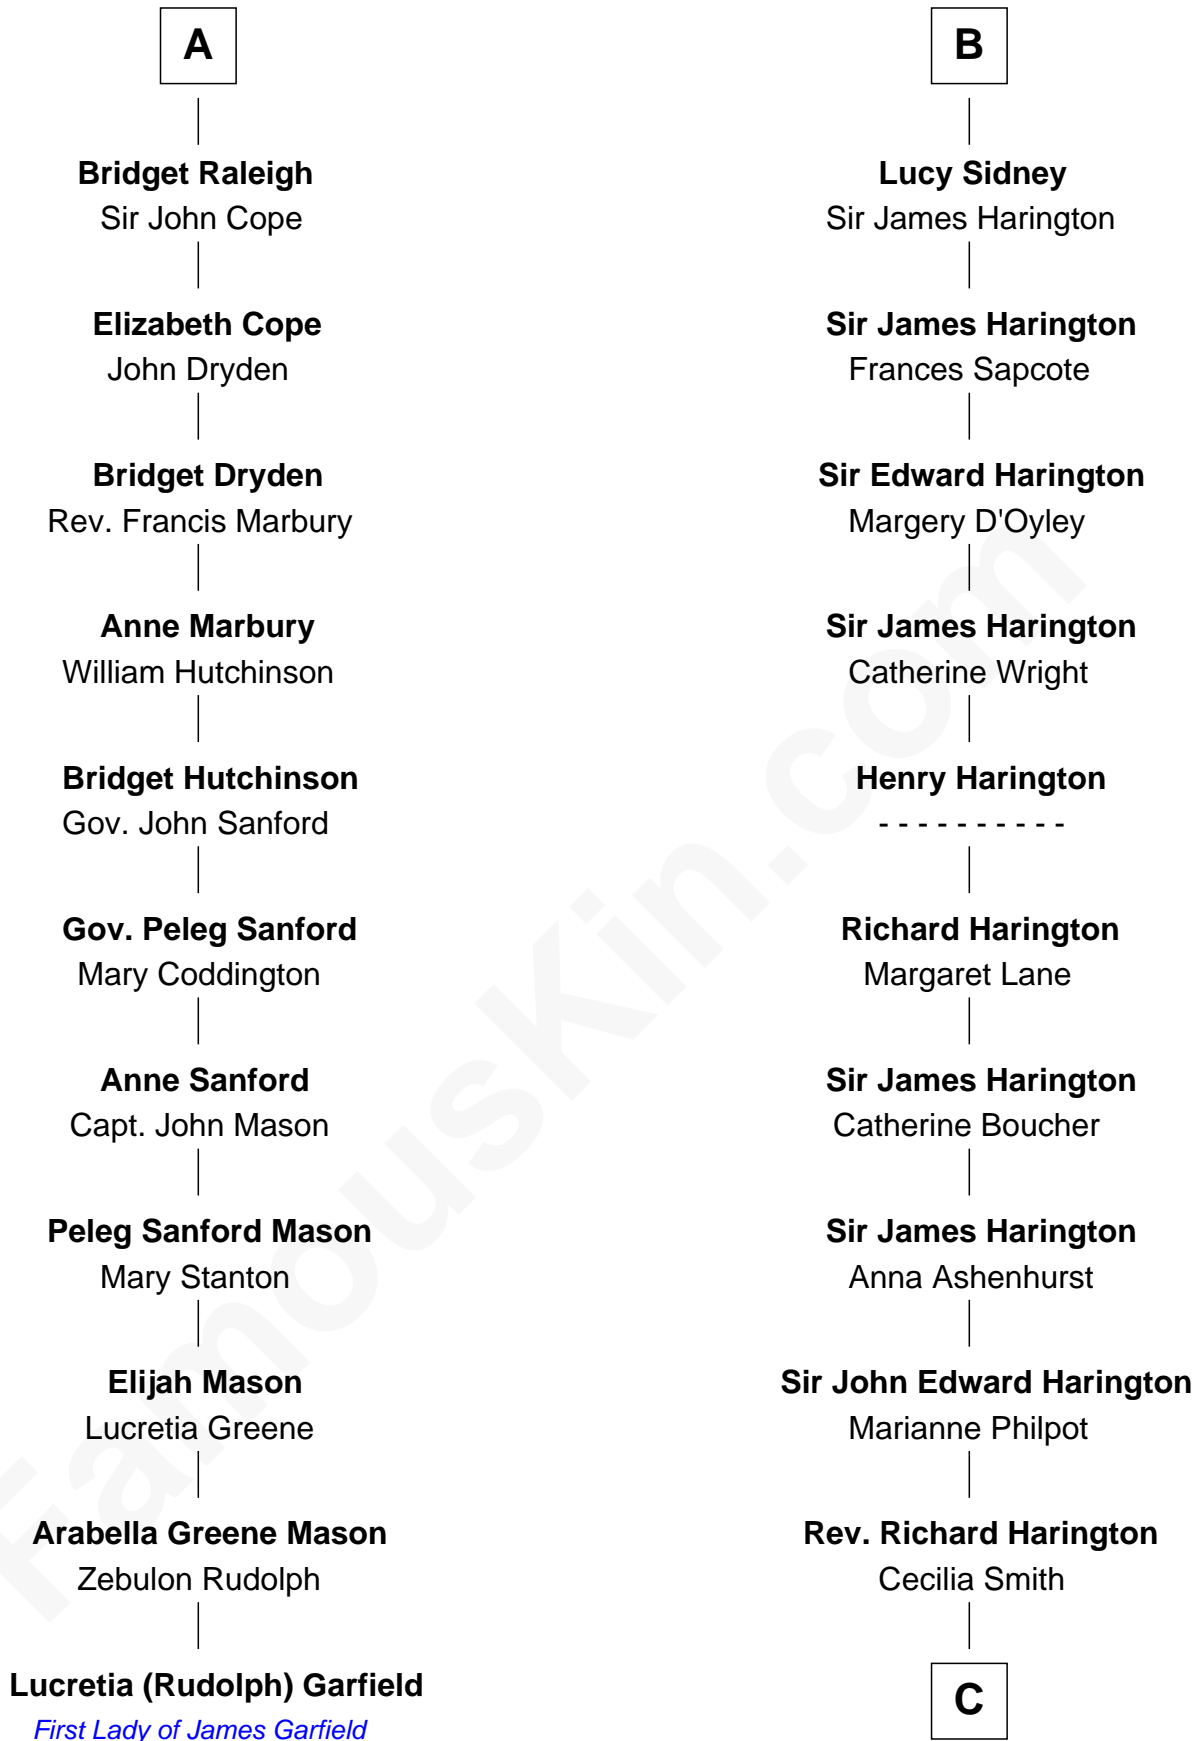 A
Bridget Raleigh
Sir John Cope
Elizabeth Cope
John Dryden
Bridget Dryden
Rev. Francis Marbury
Anne Marbury
William Hutchinson
Bridget Hutchinson
Gov. John Sanford
Gov. Peleg Sanford
Mary Coddington
Anne Sanford
Capt. John Mason
Peleg Sanford Mason
Mary Stanton
Elijah Mason
Lucretia Greene
Arabella Greene Mason
Zebulon Rudolph
Lucretia (Rudolph) Garfield
First Lady of James Garfield
B
Lucy Sidney
Sir James Harington
Sir James Harington
Frances Sapcote
Sir Edward Harington
Margery D'Oyley
Sir James Harington
Catherine Wright
Henry Harington
- - - - - - - - - -
Richard Harington
Margaret Lane
Sir James Harington
Catherine Boucher
Sir James Harington
Anna Ashenhurst
Sir John Edward Harington
Marianne Philpot
Rev. Richard Harington
Cecilia Smith
C
FamousKin.com